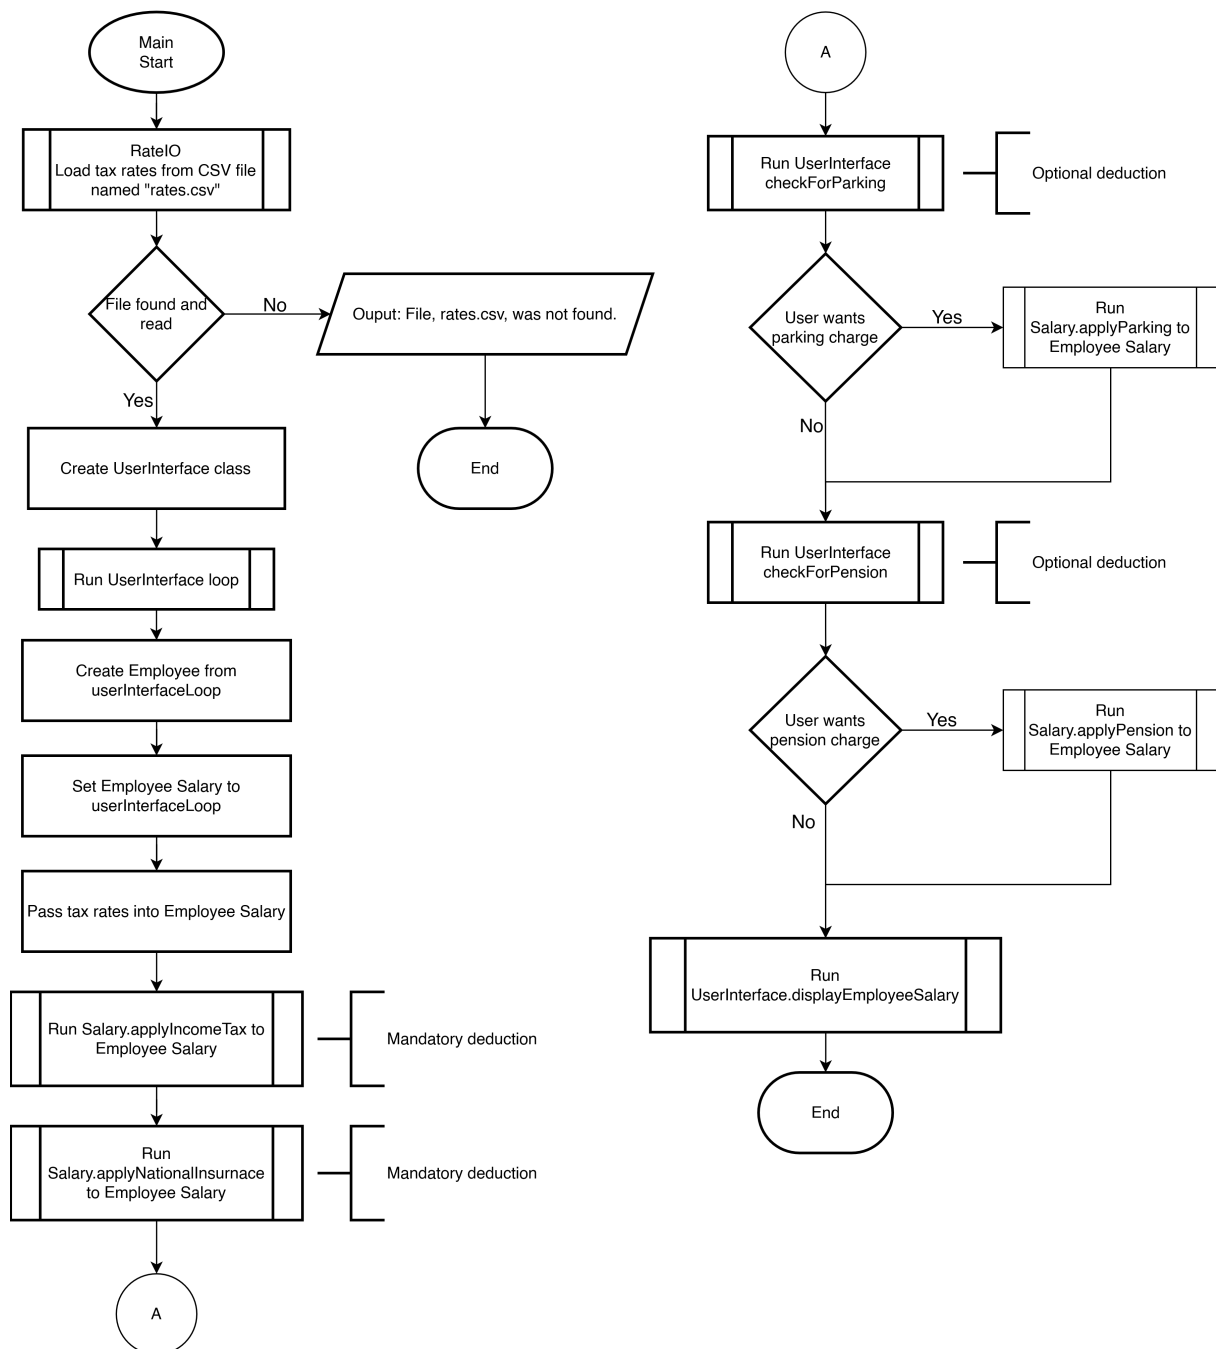 Main
Start
RateIO
Load tax rates from CSV file
named "rates.csv"
File found and
read
No
Ouput: File, rates.csv, was not found.
Yes
End
Create UserInterface class
Run UserInterface loop
Create Employee from
userInterfaceLoop
Set Employee Salary to
userInterfaceLoop
Pass tax rates into Employee Salary
Run Salary.applyIncomeTax to
Employee Salary
Mandatory deduction
Run
Salary.applyNationalInsurnace
to Employee Salary
Mandatory deduction
A
A
Run UserInterface
checkForParking
Optional deduction
User wants
parking charge
Yes
Run
Salary.applyParking to
Employee Salary
No
Run UserInterface
checkForPension
Optional deduction
User wants
pension charge
Yes
Run
Salary.applyPension to
Employee Salary
No
Run
UserInterface.displayEmployeeSalary
End